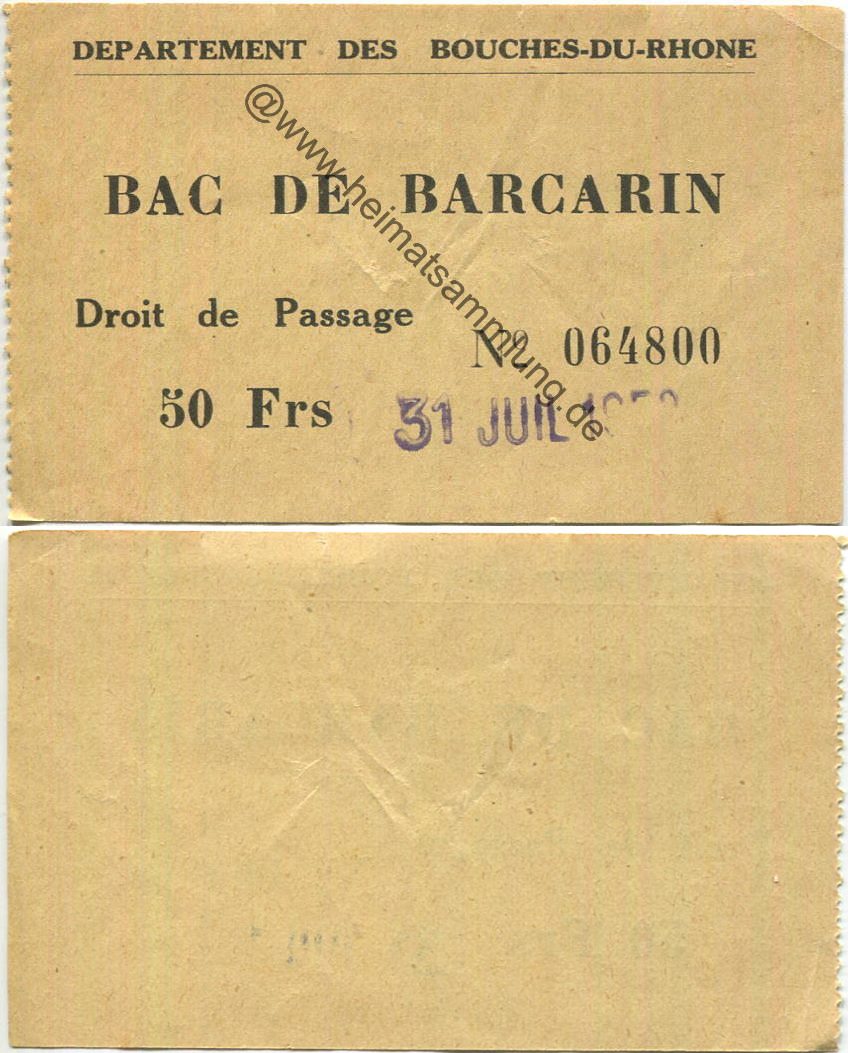 DEPARTEMENT DES BOUCHES-DU-RHONE
BAC DE BARCARIN
Droit de Passage
Nº 064800
50 Frs
31 JUIL
@www.heimatsammlung.de